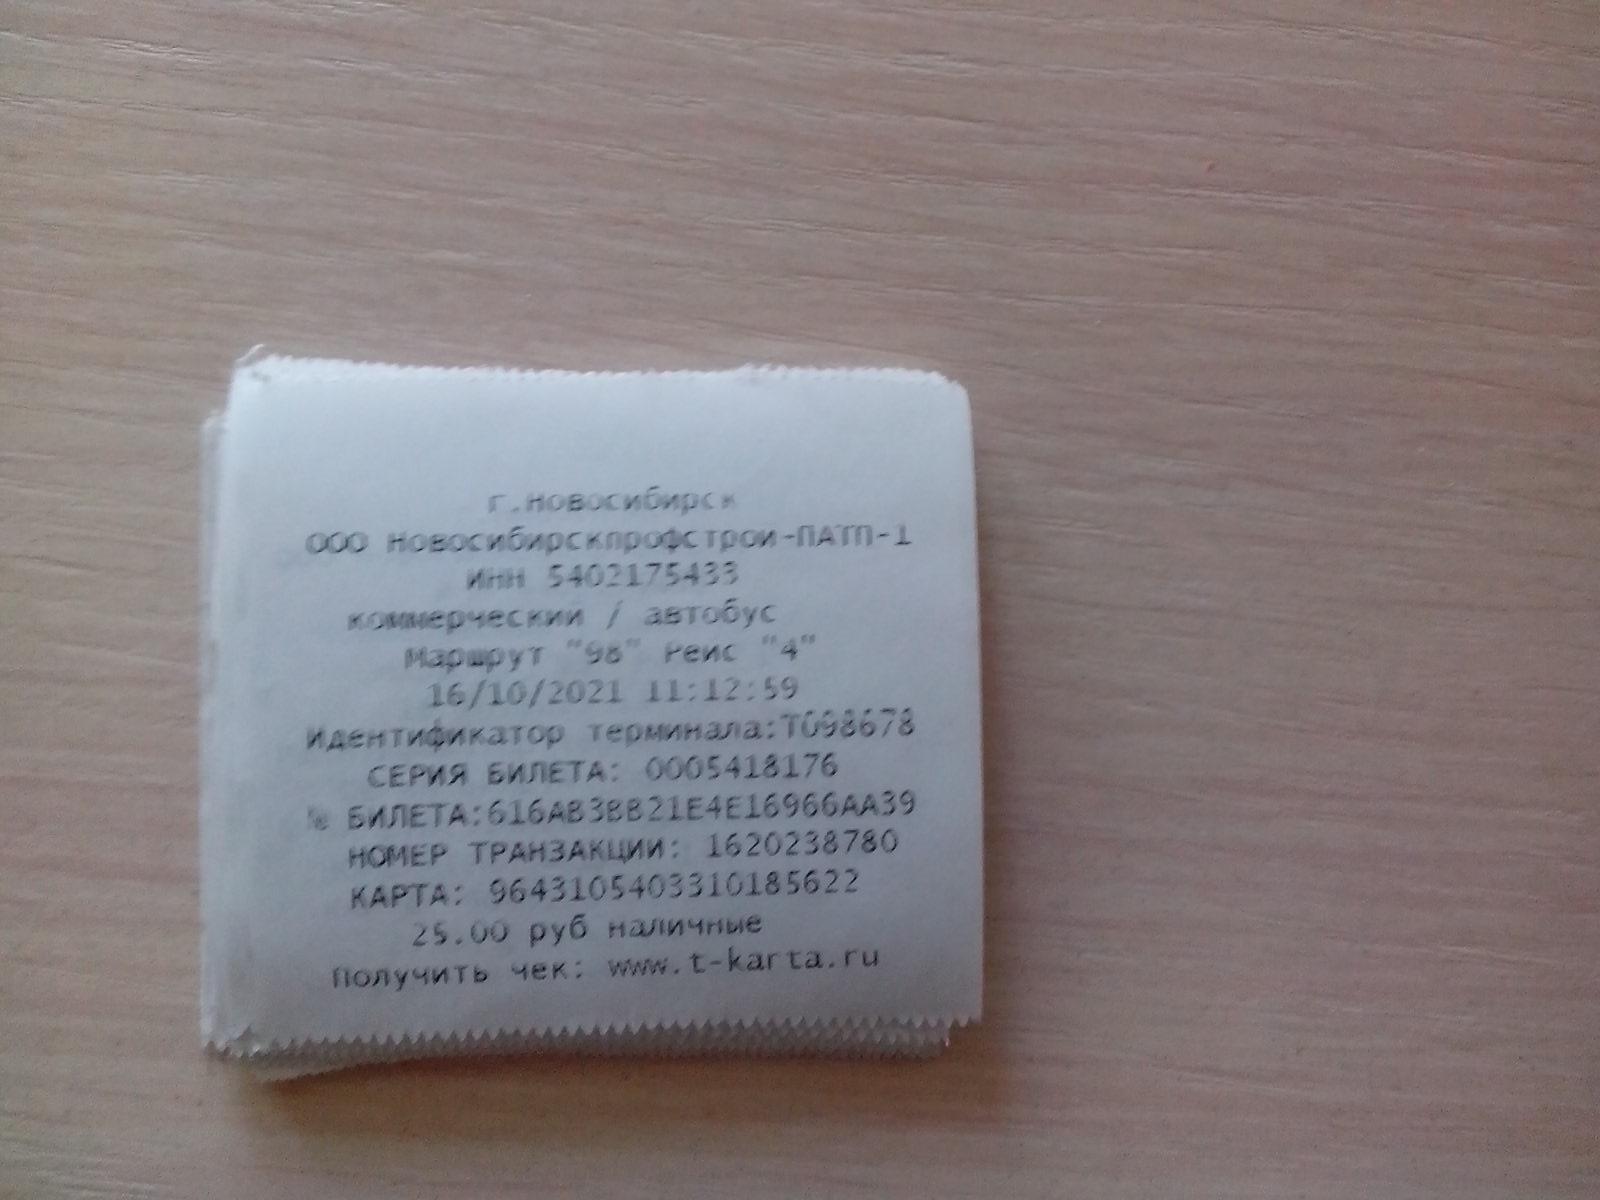 г.Новосибирск
ООО Новосибирскпрофстрой-ПАТП-1
ИНН 5402175433
коммерческий / автобус
Маршрут "98" Рейс "4"
16/10/2021 11:12:59
Идентификатор терминала:T098678
СЕРИЯ БИЛЕТА: 0005418176
№ БИЛЕТА:616AB3BB21E4E16966AA39
НОМЕР ТРАНЗАКЦИИ: 1620238780
КАРТА: 9643105403310185622
25.00 руб наличные
Получить чек: www.t-karta.ru